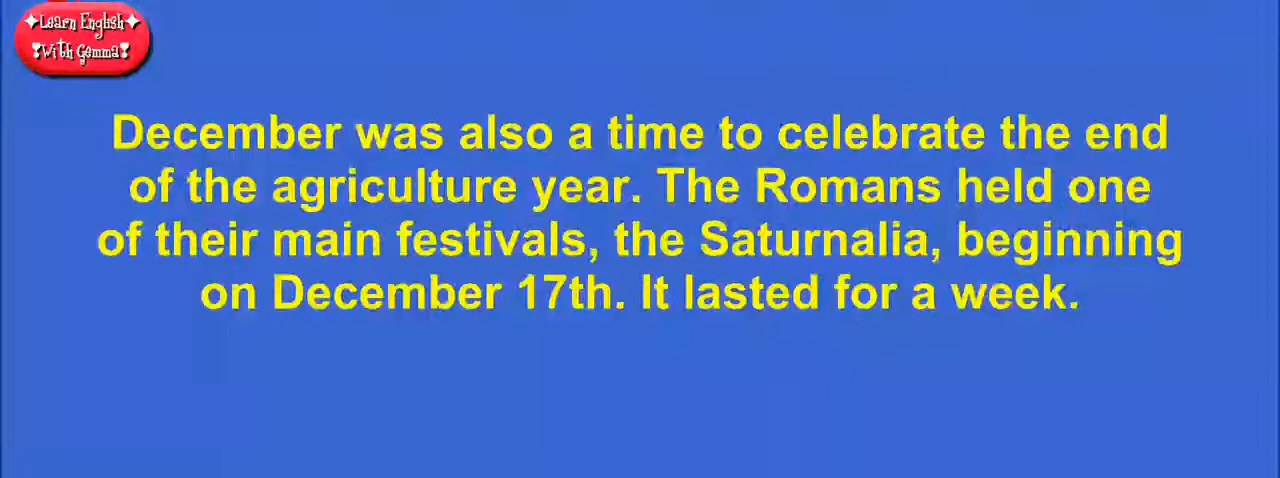 ✦Learn English✦
❣With Gemma❣
December was also a time to celebrate the end
of the agriculture year. The Romans held one
of their main festivals, the Saturnalia, beginning
on December 17th. It lasted for a week.